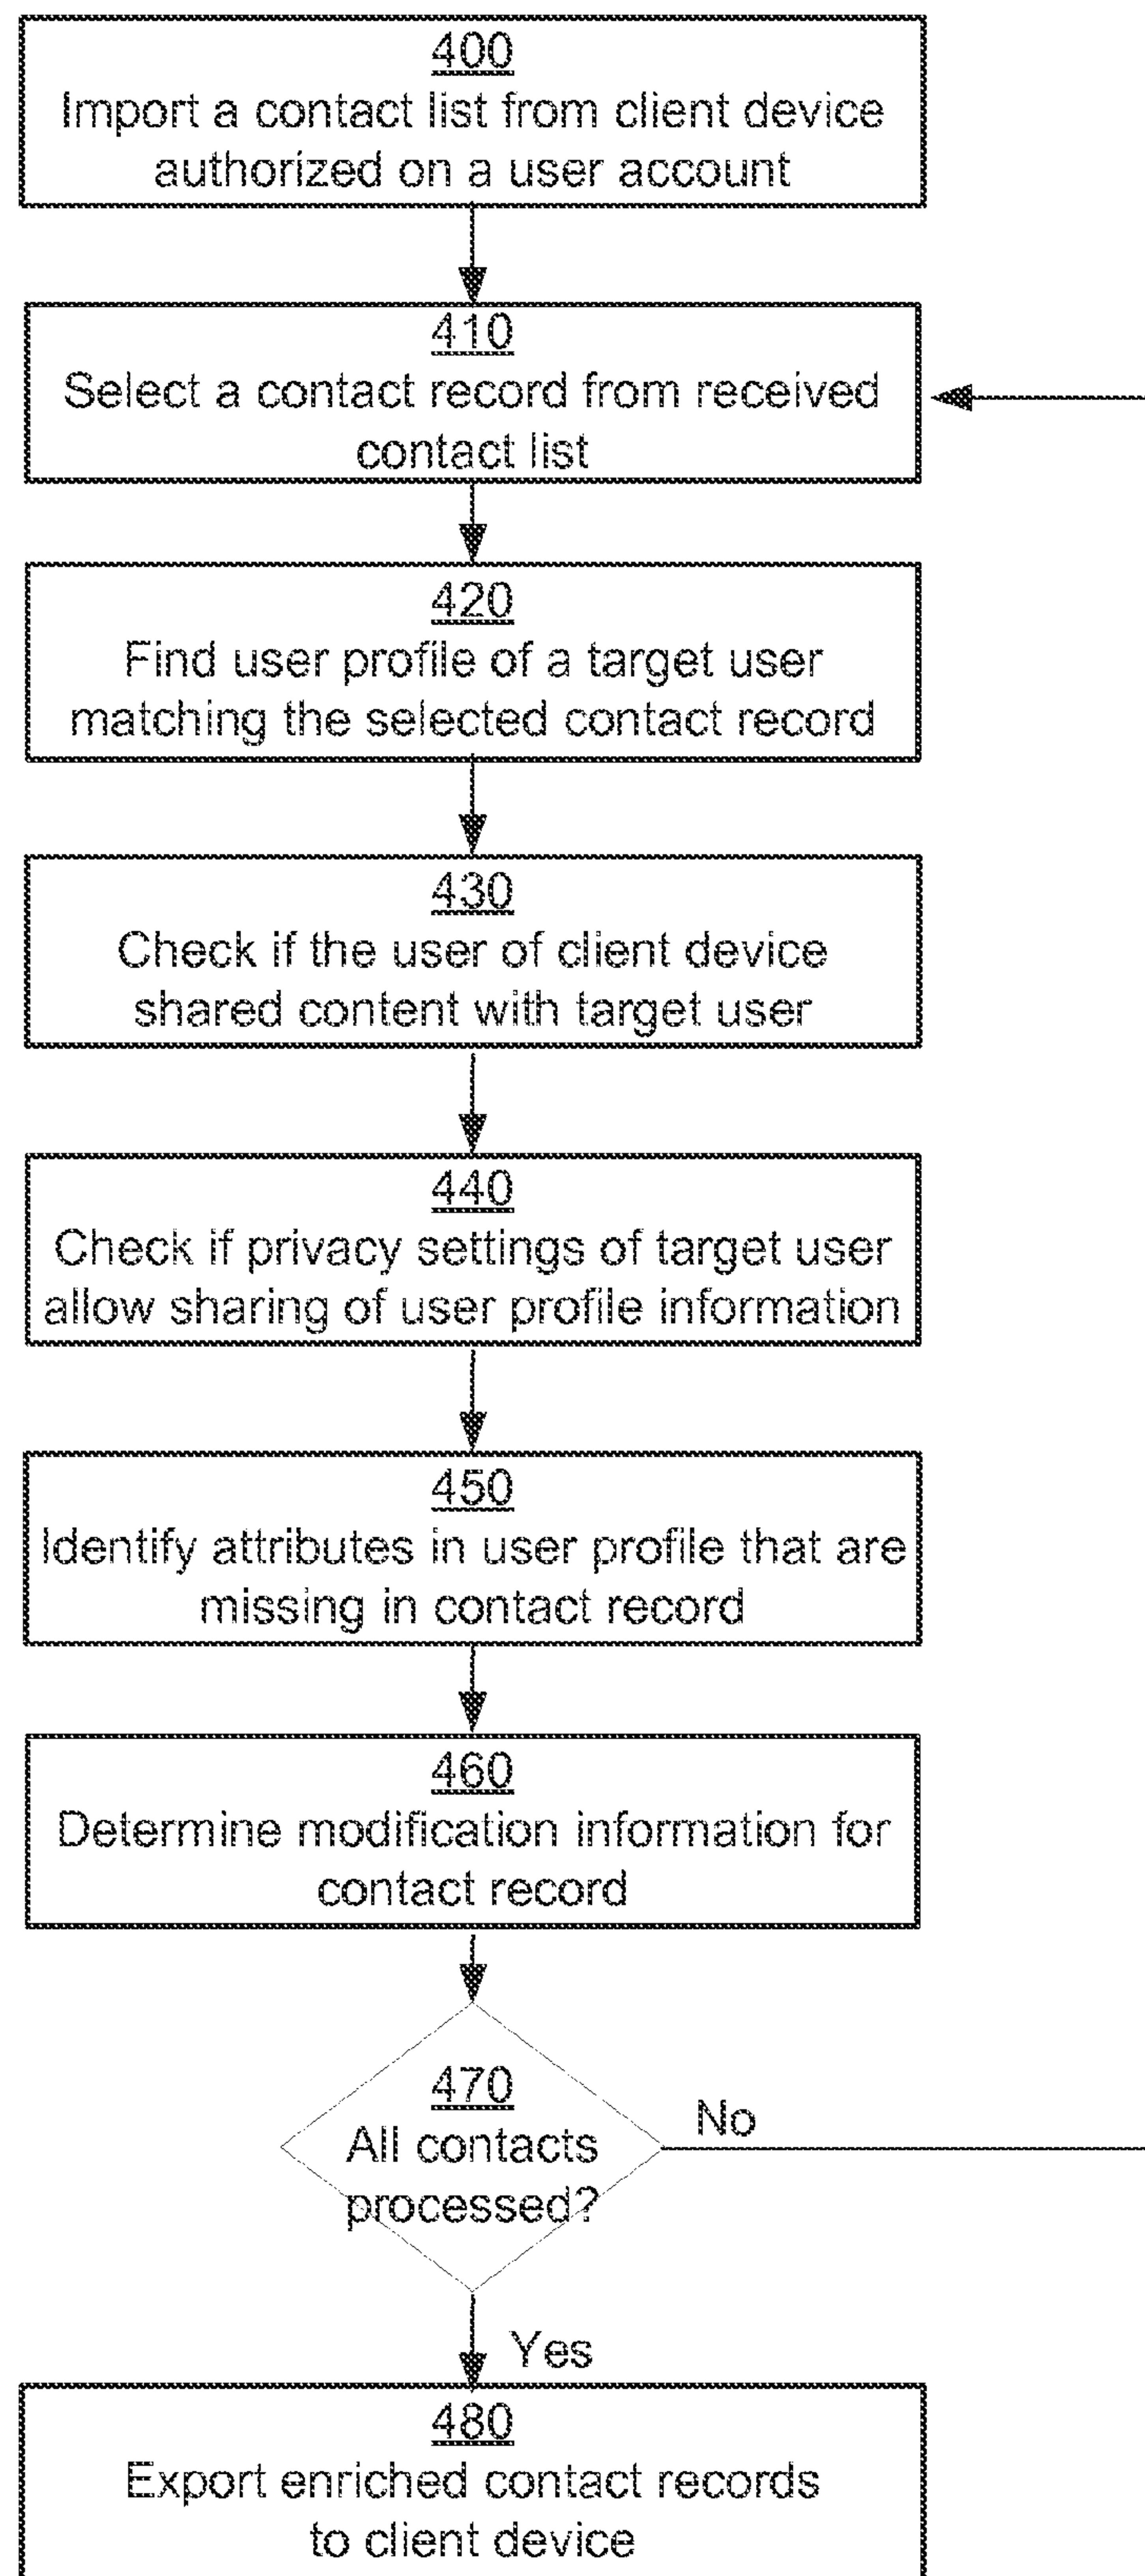 400
Import a contact list from client device
authorized on a user account
410
Select a contact record from received
contact list
420
Find user profile of a target user
matching the selected contact record
430
Check if the user of client device
shared content with target user
440
Check if privacy settings of target user
allow sharing of user profile information
450
Identify attributes in user profile that are
missing in contact record
460
Determine modification information for
contact record
470
All contacts
processed?
No
Yes
480
Export enriched contact records
to client device